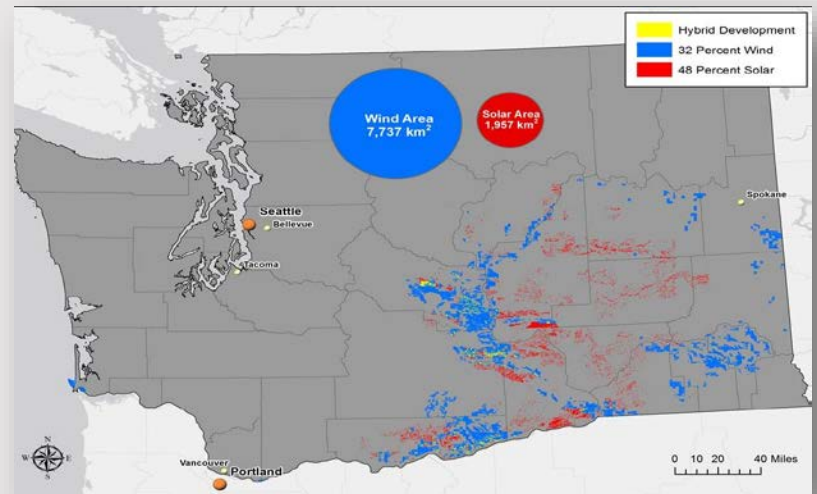 Hybrid Development
32 Percent Wind
48 Percent Solar
Wind Area
7,737 km²
Solar Area
1,957 km²
Spokane
Seattle
Bellevue
Tacoma
Vancouver
Portland
N
W E
S
0 10 20 40 Miles